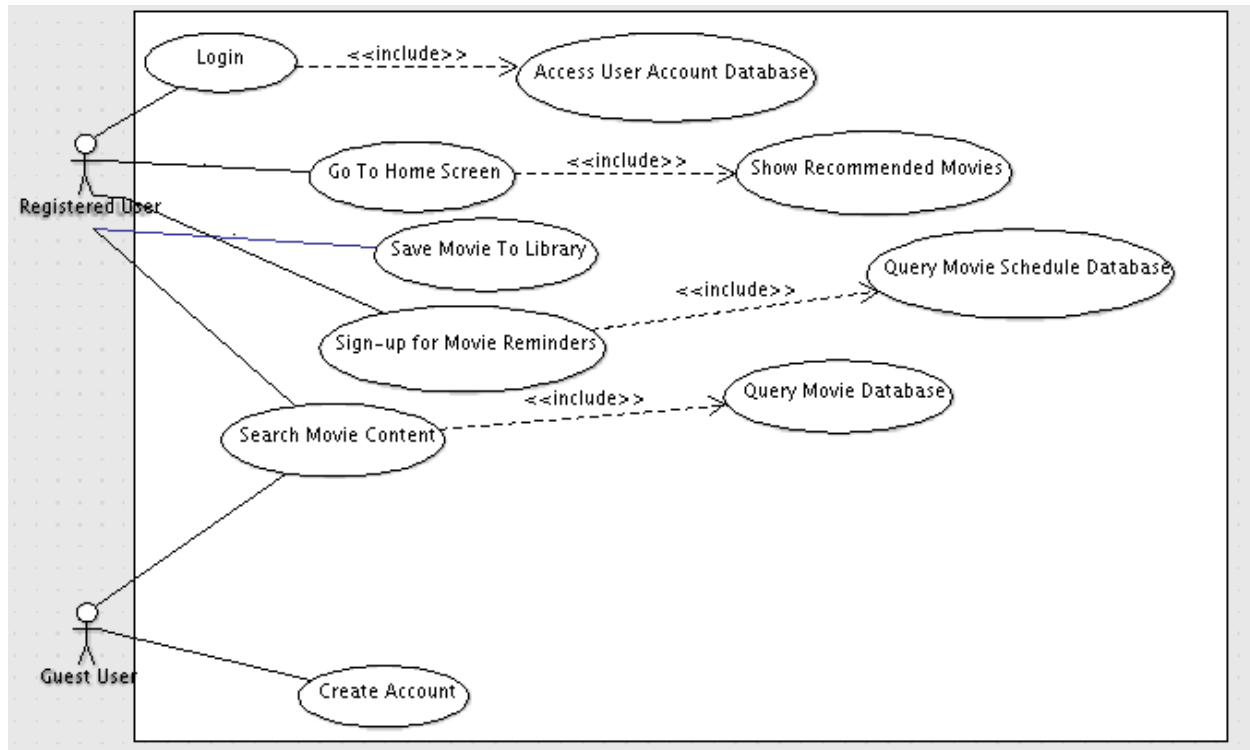 Login
<<include>>
Access User Account Database
Go To Home Screen
<<include>>
Show Recommended Movies
Registered User
Save Movie To Library
Query Movie Schedule Database
<<include>>
Sign-up for Movie Reminders
Query Movie Database
<<include>>
Search Movie Content
Guest User
Create Account